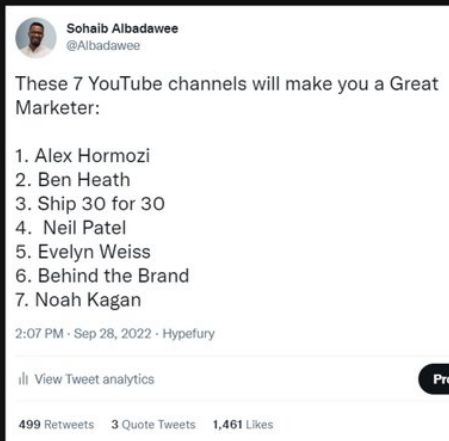 Sohaib Albadawee
@Albadawee
These 7 YouTube channels will make you a Great
Marketer:
1. Alex Hormozi
2. Ben Heath
3. Ship 30 for 30
4. Neil Patel
5. Evelyn Weiss
6. Behind the Brand
7. Noah Kagan
2:07 PM · Sep 28, 2022 · Hypefury
View Tweet analytics
499 Retweets 3 Quote Tweets 1,461 Likes